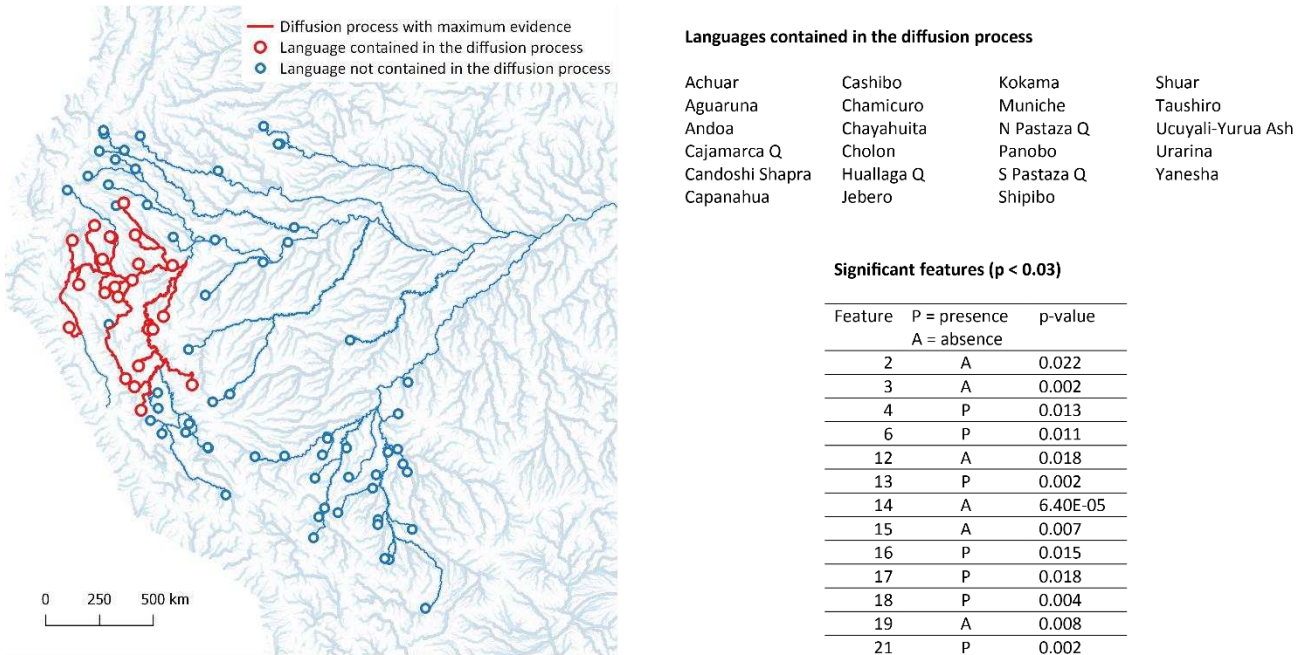 Diffusion process with maximum evidence
Language contained in the diffusion process
Language not contained in the diffusion process
0 250 500 km
Languages contained in the diffusion process
Achuar Cashibo Kokama Shuar
Aguaruna Chamicuro Muniche Taushiro
Andoa Chayahuita N Pastaza Q Ucuyali-Yurua Ash
Cajamarca Q Cholon Panobo Urarina
Candoshi Shapra Huallaga Q S Pastaza Q Yanesha
Capanahua Jebero Shipibo
Significant features (p < 0.03)
Feature P = presence p-value
A = absence
2 A 0.022
3 A 0.002
4 P 0.013
6 P 0.011
12 A 0.018
13 P 0.002
14 A 6.40E-05
15 A 0.007
16 P 0.015
17 P 0.018
18 P 0.004
19 A 0.008
21 P 0.002